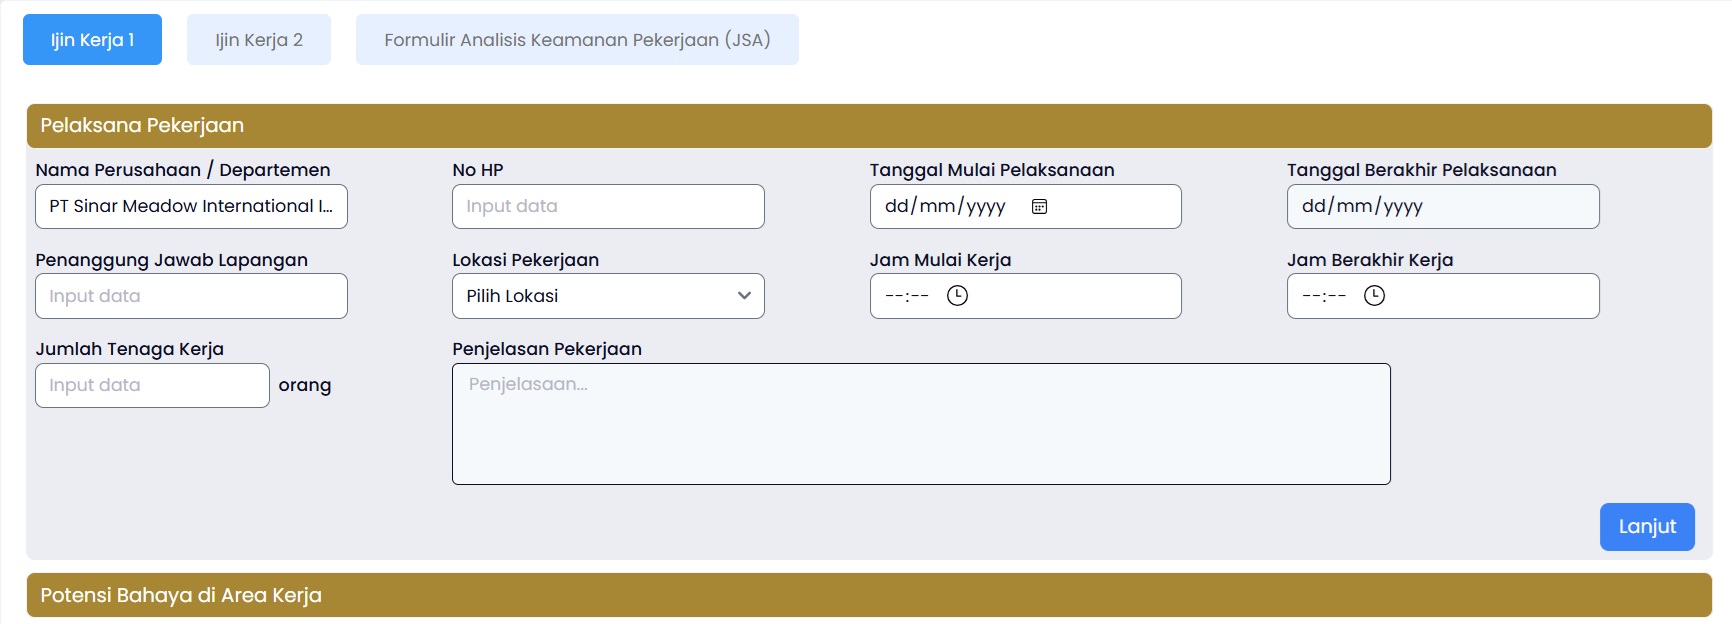 Ijin Kerja 1
Ijin Kerja 2
Formulir Analisis Keamanan Pekerjaan (JSA)
Pelaksana Pekerjaan
Nama Perusahaan / Departemen
No HP
Tanggal Mulai Pelaksanaan
Tanggal Berakhir Pelaksanaan
PT Sinar Meadow International I...
Input data
dd/mm/yyyy
dd/mm/yyyy
Penanggung Jawab Lapangan
Lokasi Pekerjaan
Jam Mulai Kerja
Jam Berakhir Kerja
Input data
Pilih Lokasi
--:--
--:--
Jumlah Tenaga Kerja
Penjelasan Pekerjaan
Input data
orang
Penjelasaan...
Lanjut
Potensi Bahaya di Area Kerja